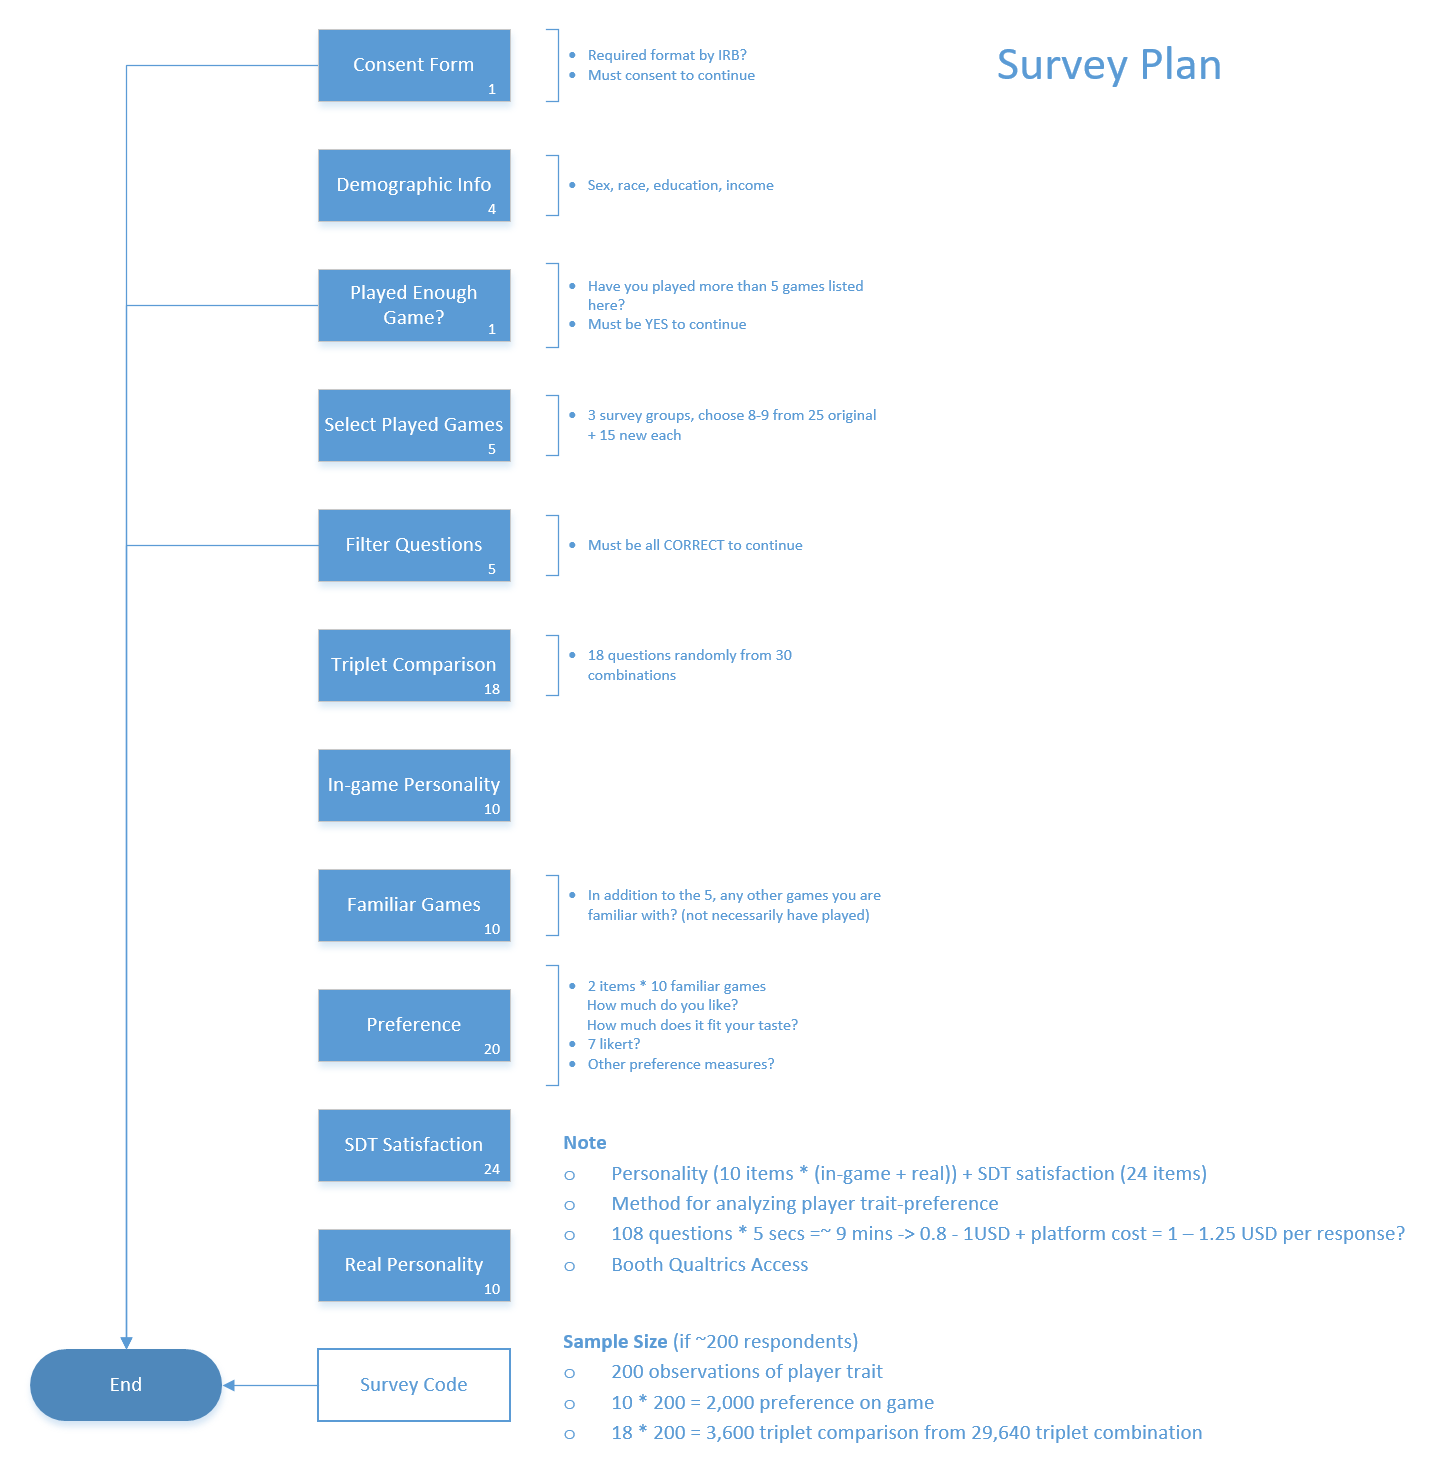 Survey Plan
Consent Form
1
• Required format by IRB?
• Must consent to continue
Demographic Info
4
• Sex, race, education, income
Played Enough
Game?
1
• Have you played more than 5 games listed
here?
• Must be YES to continue
Select Played Games
5
• 3 survey groups, choose 8-9 from 25 original
+ 15 new each
Filter Questions
5
• Must be all CORRECT to continue
Triplet Comparison
18
• 18 questions randomly from 30
combinations
In-game Personality
10
Familiar Games
10
• In addition to the 5, any other games you are
familiar with? (not necessarily have played)
Preference
20
• 2 items * 10 familiar games
How much do you like?
How much does it fit your taste?
• 7 likert?
• Other preference measures?
SDT Satisfaction
24
Real Personality
10
Note
o Personality (10 items * (in-game + real)) + SDT satisfaction (24 items)
o Method for analyzing player trait-preference
o 108 questions * 5 secs =~ 9 mins -> 0.8 - 1USD + platform cost = 1 – 1.25 USD per response?
o Booth Qualtrics Access
Sample Size (if ~200 respondents)
o 200 observations of player trait
o 10 * 200 = 2,000 preference on game
o 18 * 200 = 3,600 triplet comparison from 29,640 triplet combination
End
Survey Code